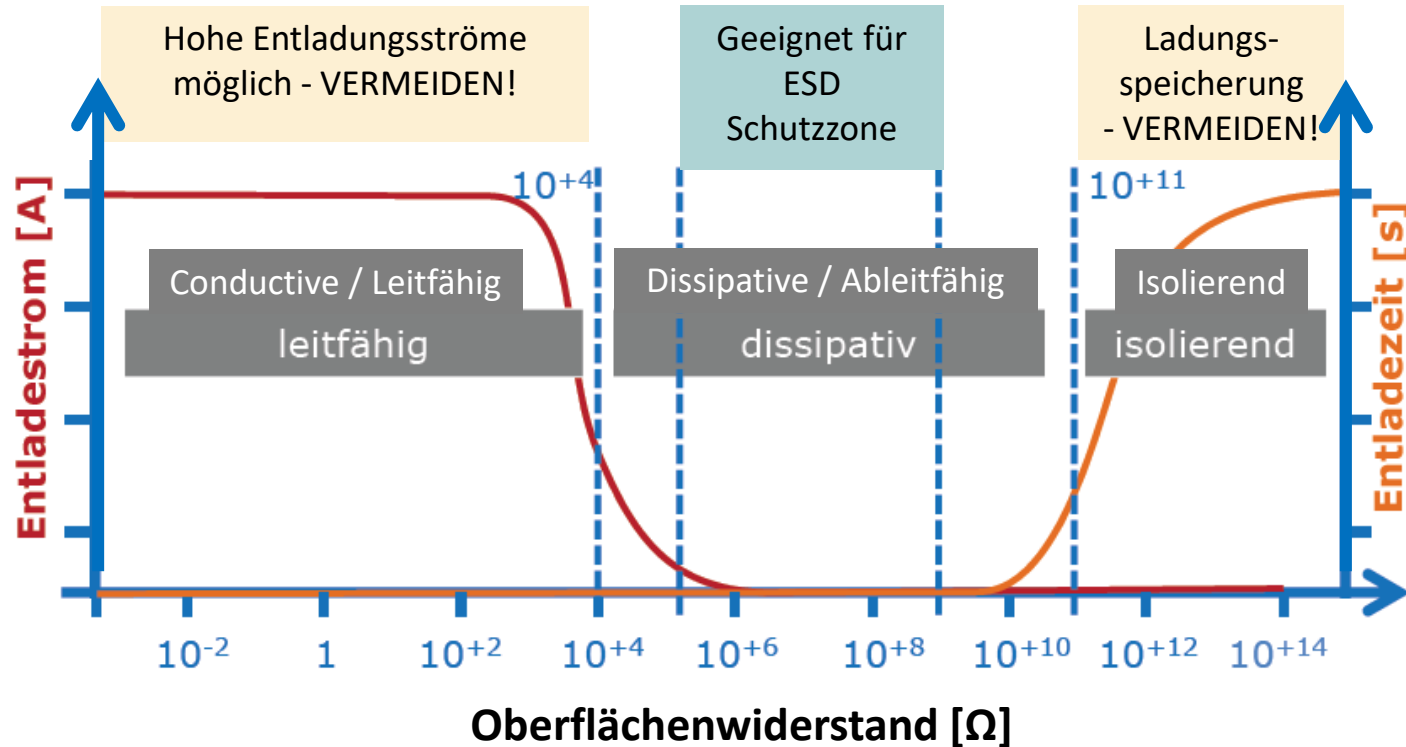 Hohe Entladungsströme
möglich - VERMEIDEN!
Geeignet für
ESD
Schutzzone
Ladungs-
speicherung
- VERMEIDEN!
10⁺⁴
10⁺¹¹
Entladestrom [A]
Conductive / Leitfähig
Dissipative / Ableitfähig
Isolierend
leitfähig
dissipativ
isolierend
Entladezeit [s]
10⁻² 1 10⁺² 10⁺⁴ 10⁺⁶ 10⁺⁸ 10⁺¹⁰ 10⁺¹² 10⁺¹⁴
Oberflächenwiderstand [Ω]